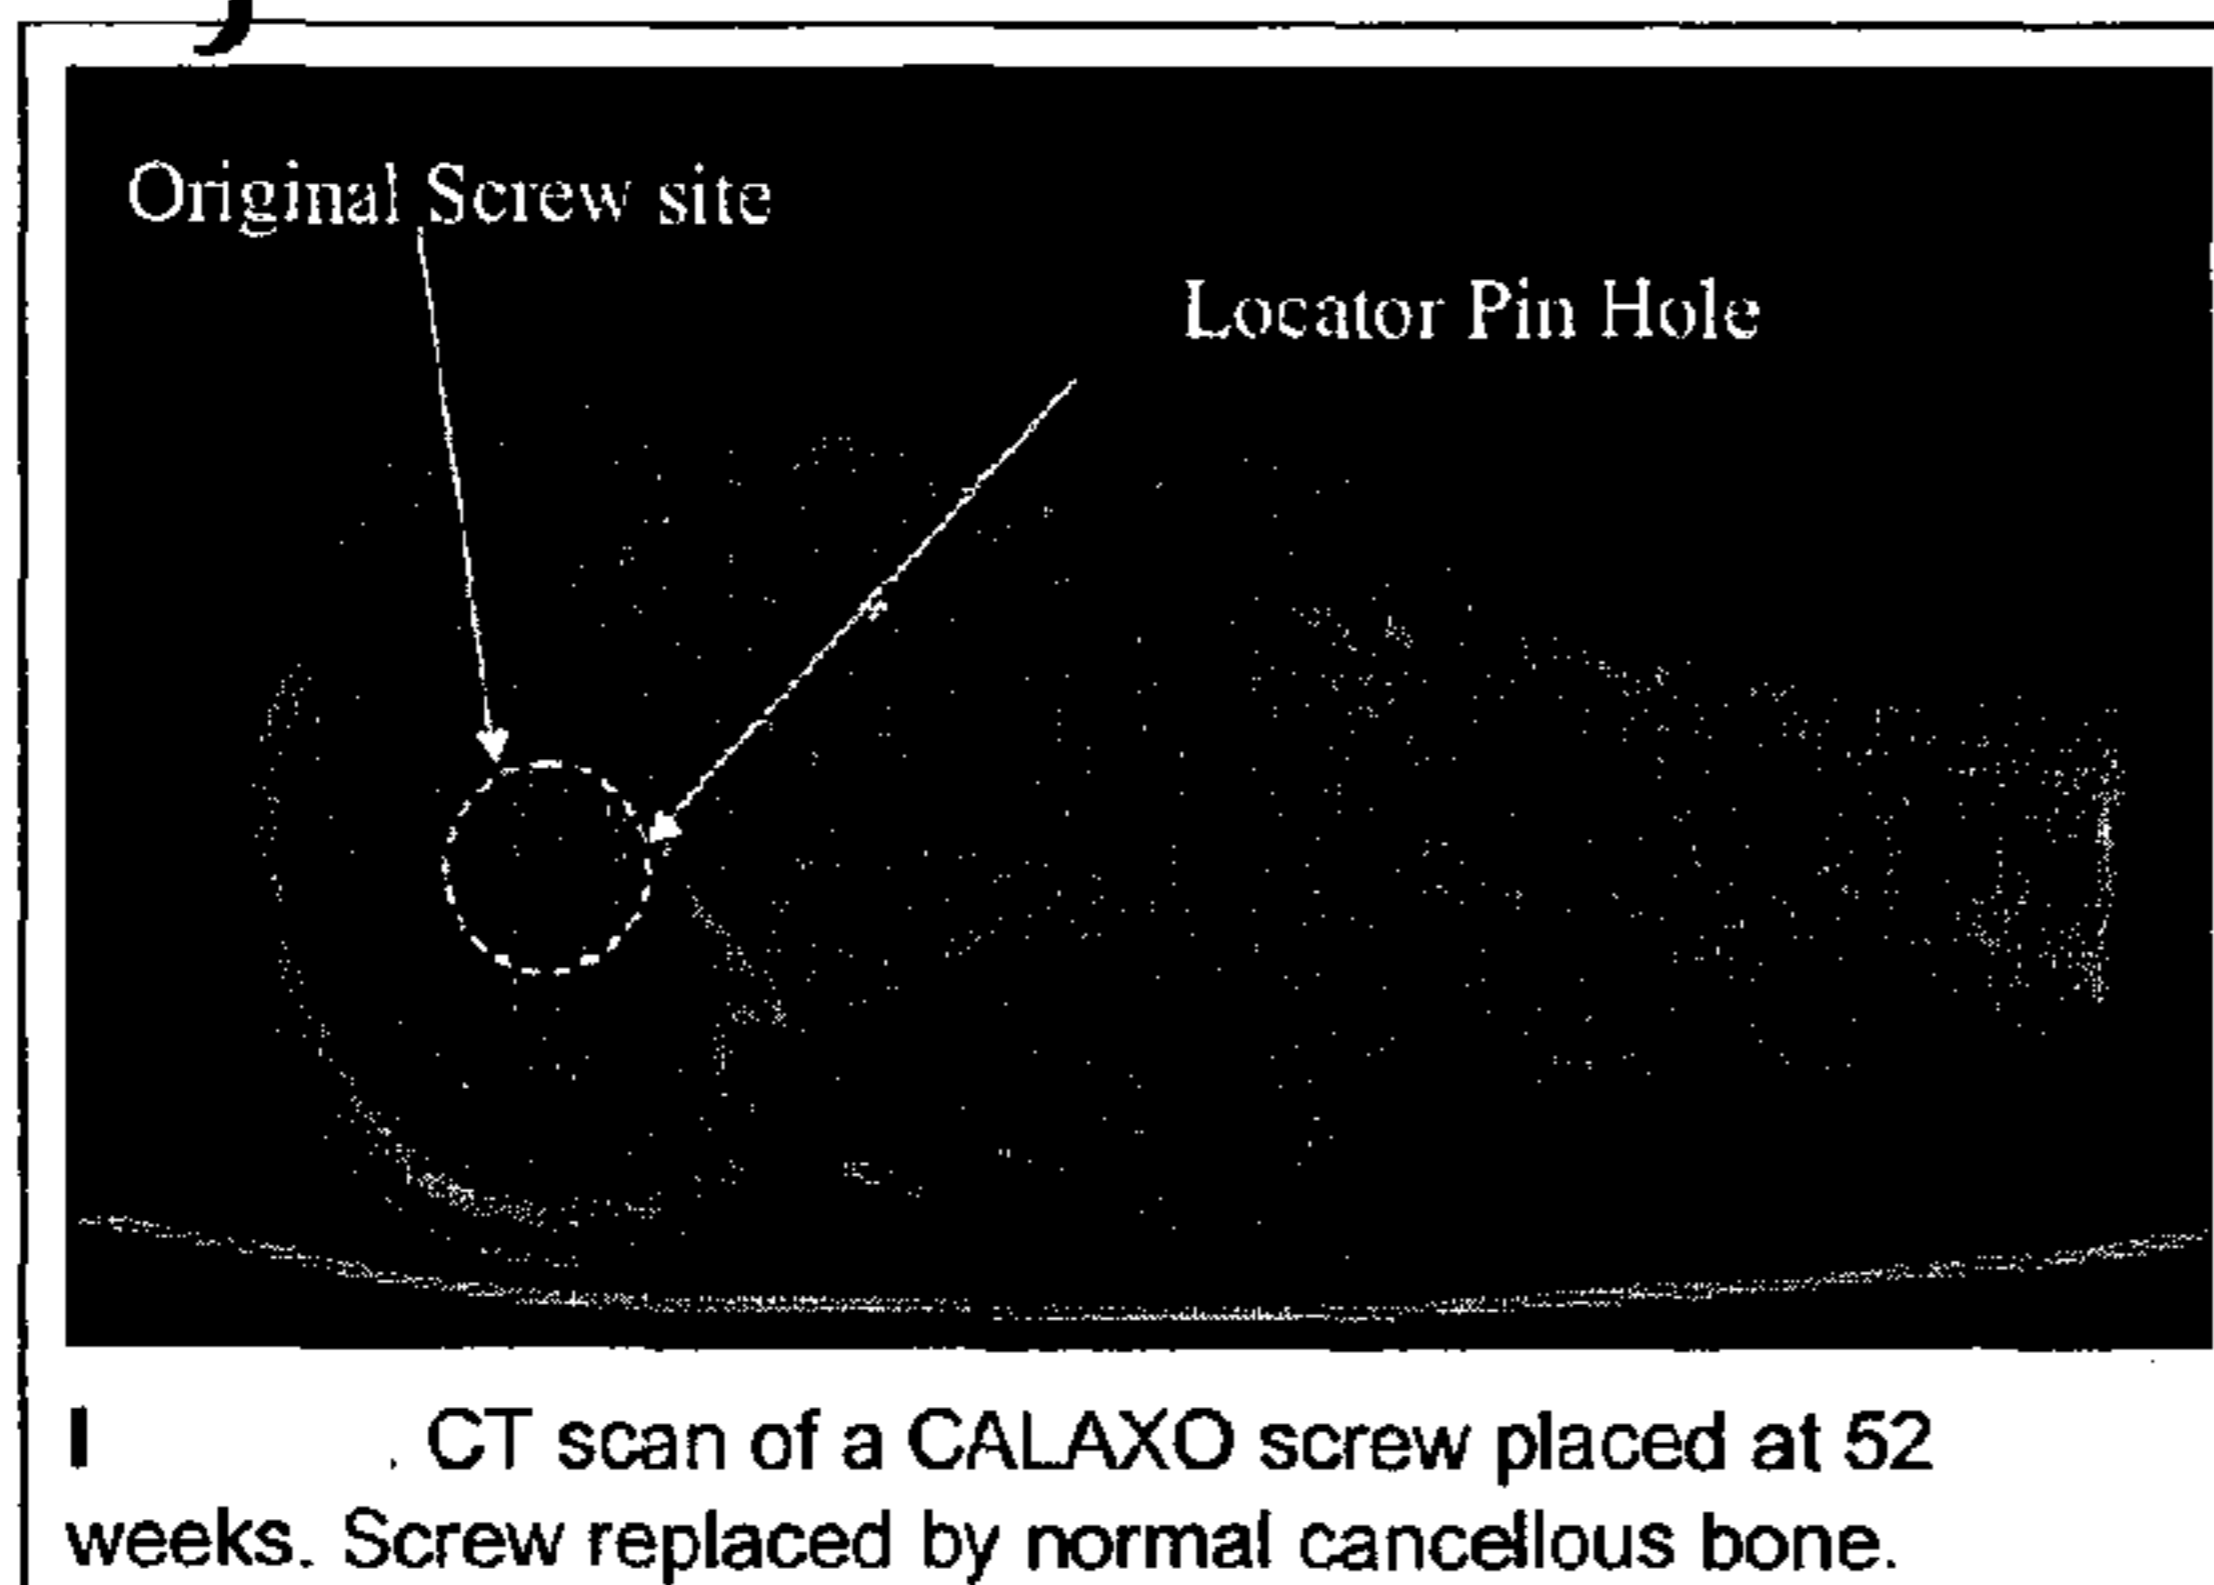 Original Screw site
Locator Pin Hole
CT scan of a CALAXO screw placed at 52
weeks. Screw replaced by normal cancellous bone.